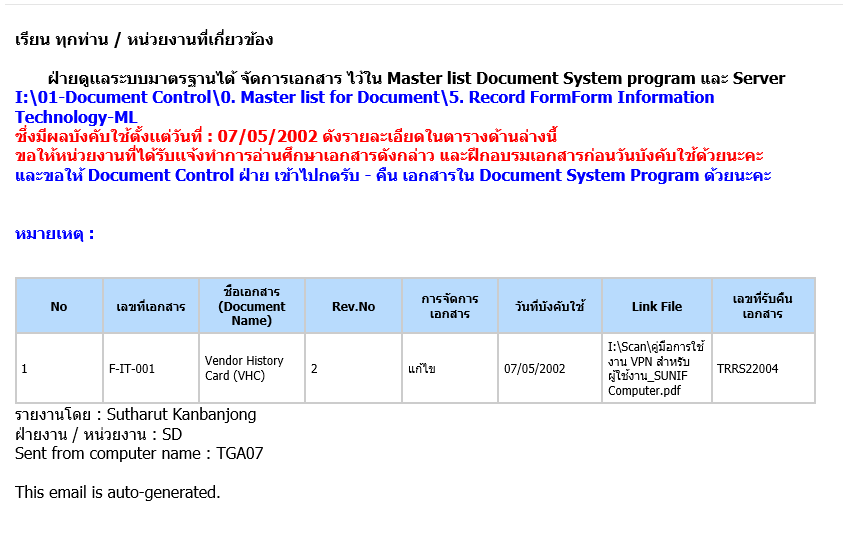 เรียน ทุกท่าน / หน่วยงานที่เกี่ยวข้อง
ฝ่ายดูแลระบบมาตรฐานได้ จัดการเอกสาร ไว้ใน Master list Document System program และ Server
I:\01-Document Control\0. Master list for Document\5. Record FormForm Information
Technology-ML
ซึ่งมีผลบังคับใช้ตั้งแต่วันที่ : 07/05/2002 ดังรายละเอียดในตารางด้านล่างนี้
ขอให้หน่วยงานที่ได้รับแจ้งทำการอ่านศึกษาเอกสารดังกล่าว และฝึกอบรมเอกสารก่อนวันบังคับใช้ด้วยนะคะ
และขอให้ Document Control ฝ่าย เข้าไปกดรับ - คืน เอกสารใน Document System Program ด้วยนะคะ
หมายเหตุ :
No เลขที่เอกสาร ชื่อเอกสาร (Document Name) Rev.No การจัดการ เอกสาร วันที่บังคับใช้ Link File เลขที่รับคืน เอกสาร
1 F-IT-001 Vendor History Card (VHC) 2 แก้ไข 07/05/2002 I:\Scan\คู่มือการใช้ งาน VPN สำหรับ ผู้ใช้งาน_SUNIF Computer.pdf TRRS22004
รายงานโดย : Sutharut Kanbanjong
ฝ่ายงาน / หน่วยงาน : SD
Sent from computer name : TGA07
This email is auto-generated.